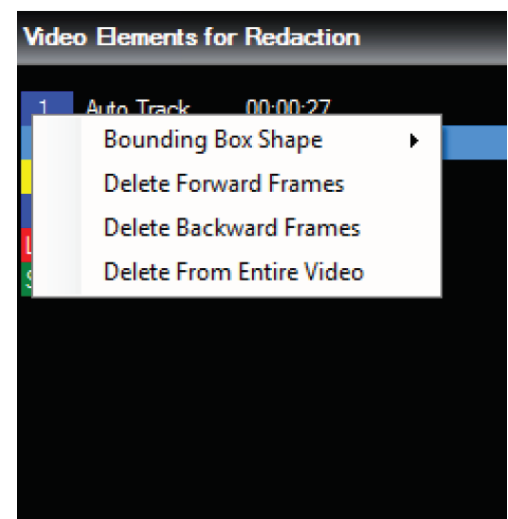 Video Elements for Redaction
1 Auto Track 00:00:27
Bounding Box Shape
Delete Forward Frames
Delete Backward Frames
Delete From Entire Video